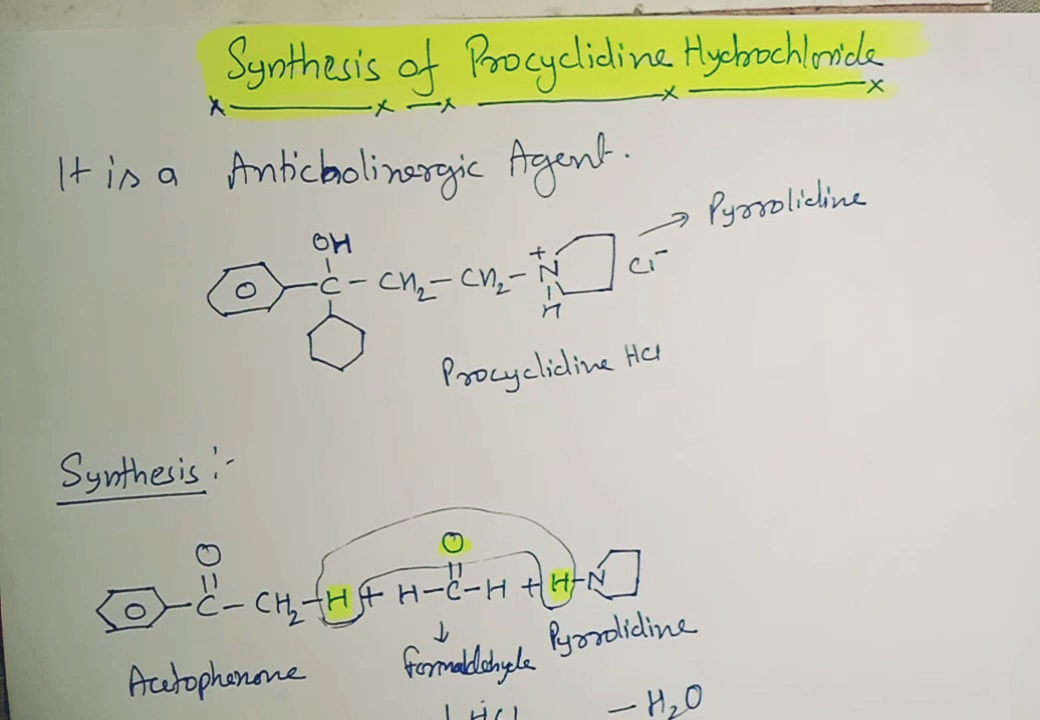 Synthesis of Procyclidine Hydrochloride
It is a Anticholinergic Agent.
→ Pyrrolidine
OH
C - CH2 - CH2 - N + Cl-
H
Procyclidine HCl
Synthesis :-
O O
C - CH2 - H + H - C - H + H - N
Acetophenone ↓ formaldehyde Pyrrolidine
HCl - H2O